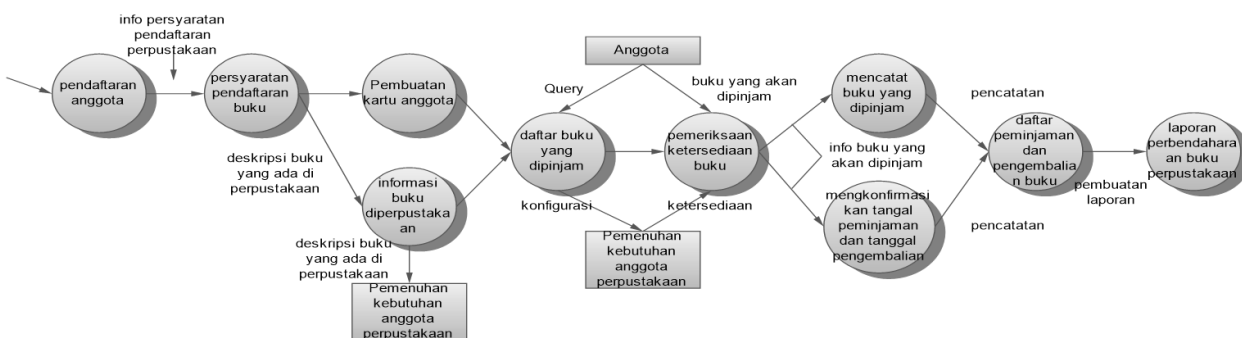 info persyaratan
pendaftaran
perpustakaan
pendaftaran
anggota
persyaratan
pendaftaran
buku
Pembuatan
kartu anggota
deskripsi buku
yang ada di
perpustakaan
informasi
buku
diperpustaka
an
deskripsi buku
yang ada di
perpustakaan
Pemenuhan
kebutuhan
anggota
perpustakaan
Anggota
Query
buku yang akan
dipinjam
daftar buku
yang
dipinjam
pemeriksaan
ketersediaan
buku
konfigurasi
ketersediaan
Pemenuhan
kebutuhan
anggota
perpustakaan
mencatat
buku yang
dipinjam
info buku yang
akan dipinjam
mengkonfirmasi
kan tangal
peminjaman
dan tanggal
pengembalian
pencatatan
pencatatan
daftar
peminjaman
dan
pengembalia
n buku
pembuatan
laporan
laporan
perbendahara
an buku
perpustakaan